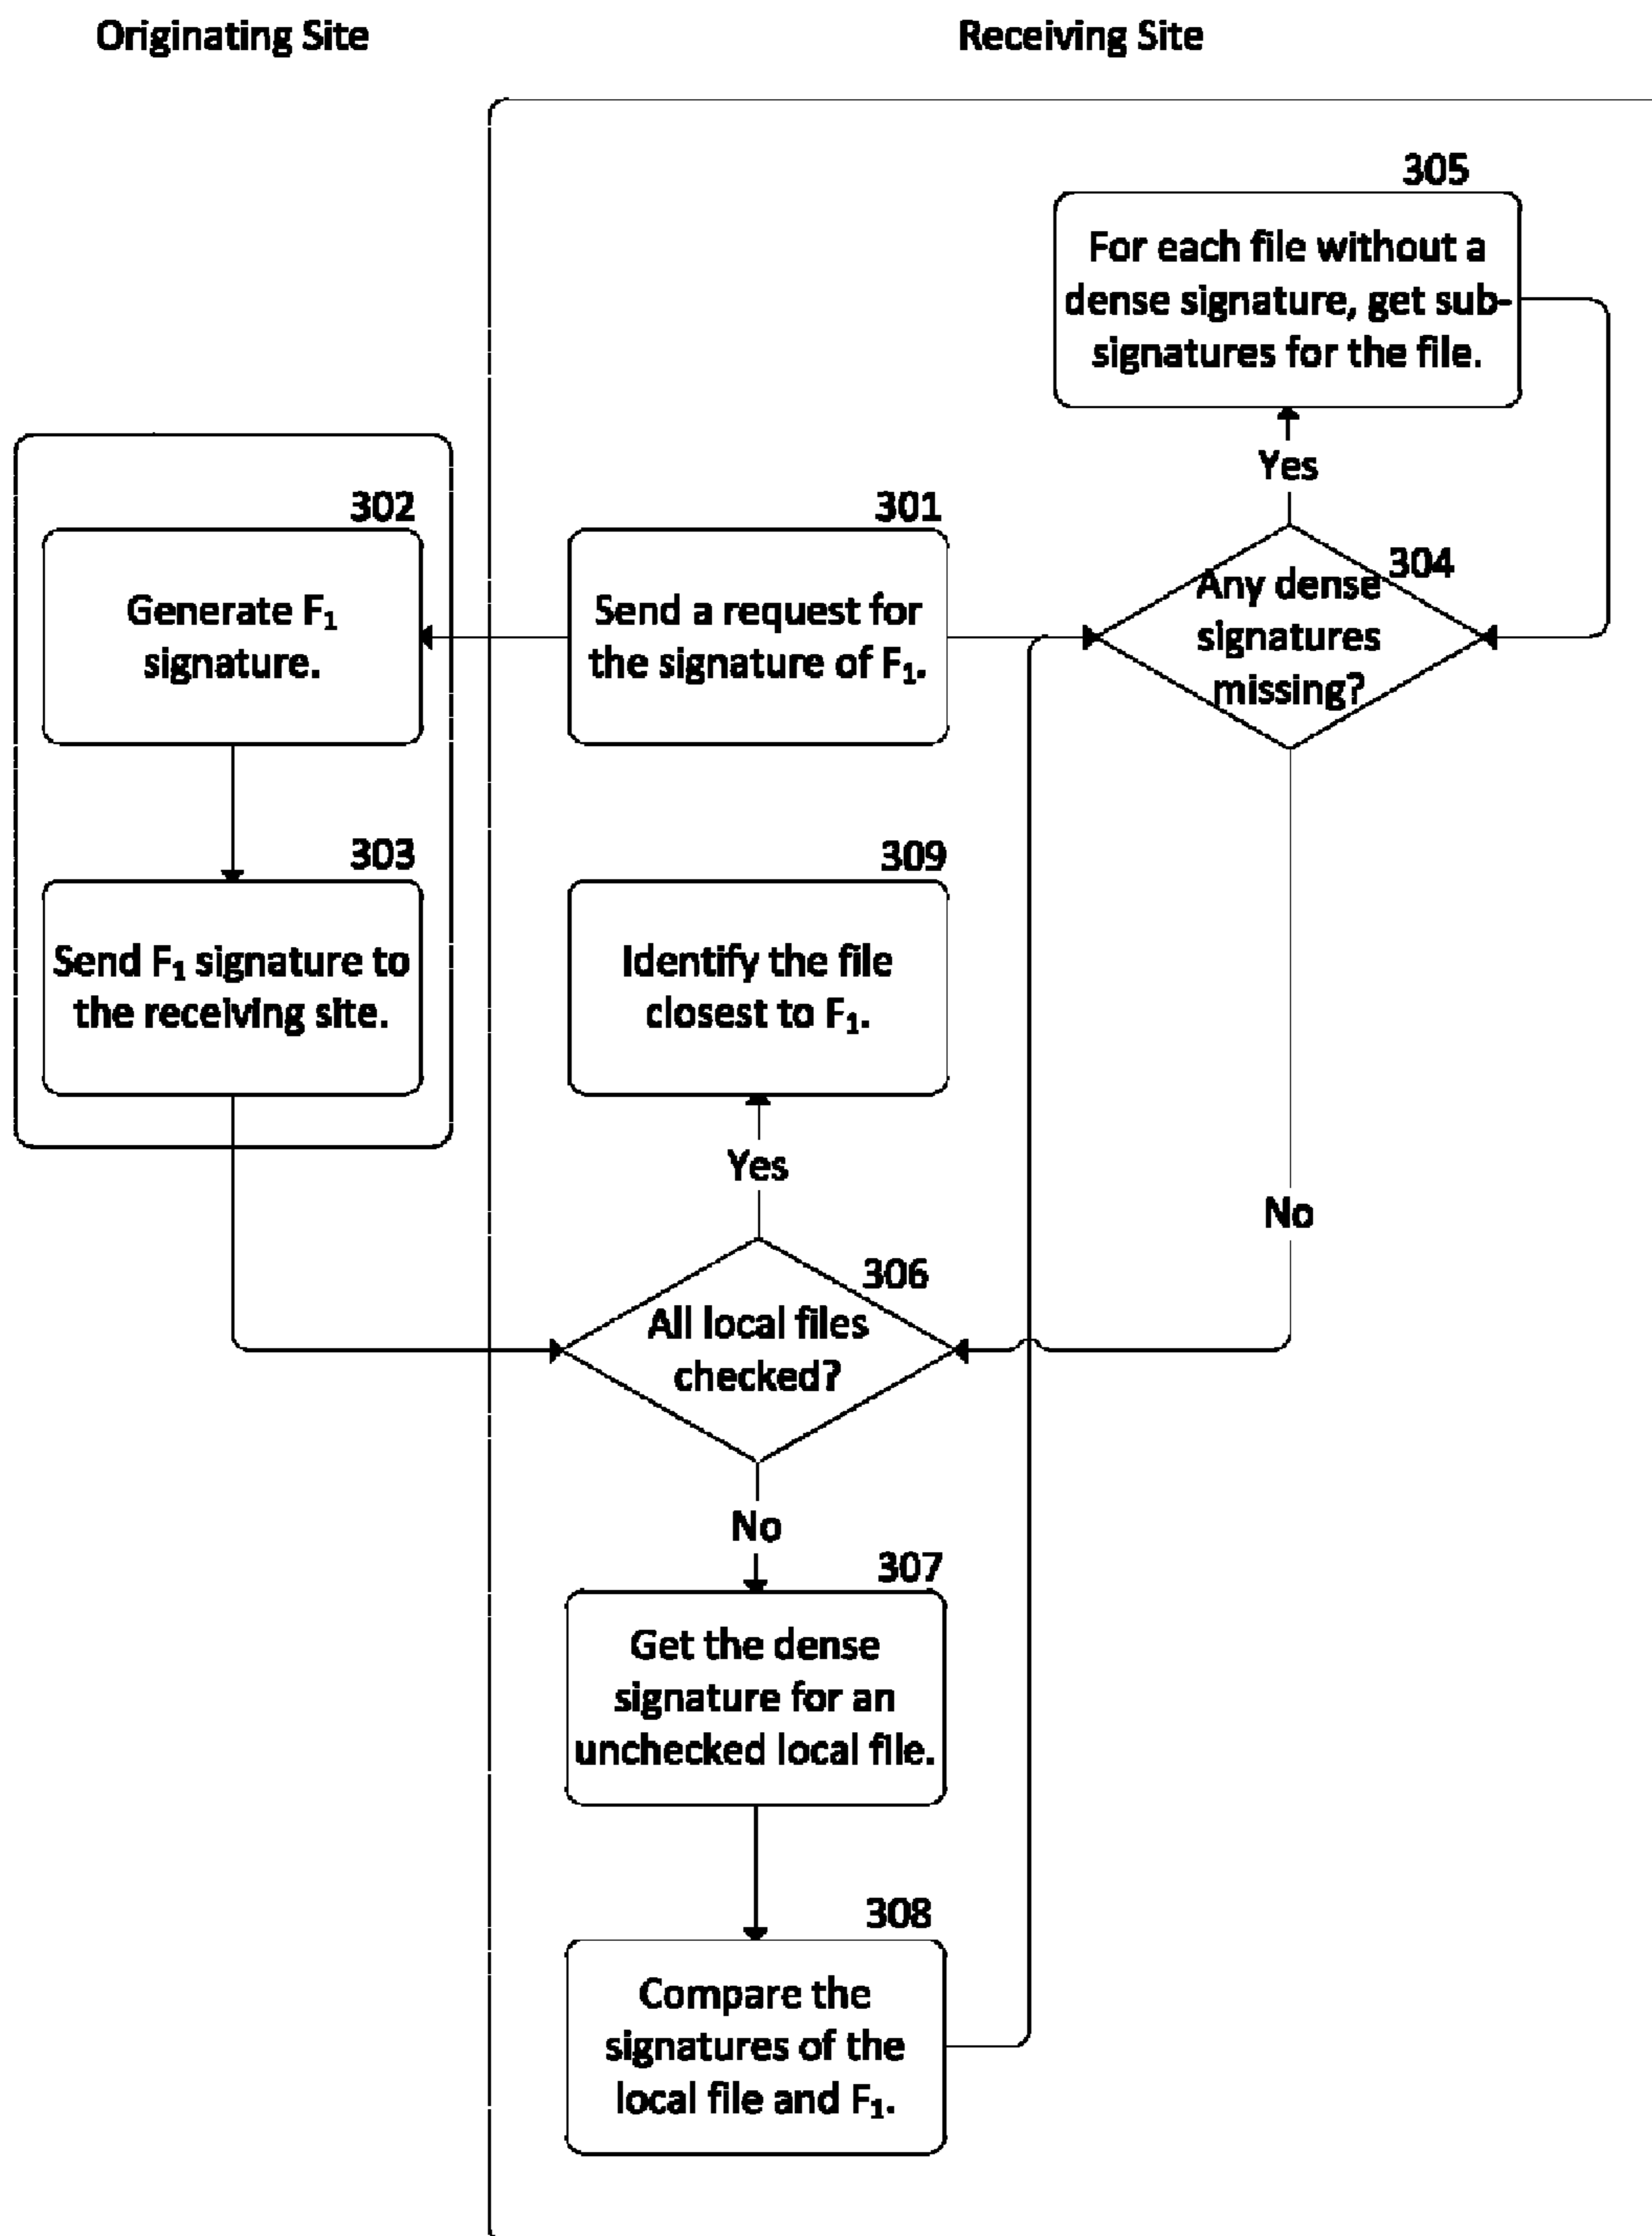 Originating Site
Receiving Site
305
For each file without a
dense signature, get sub-
signatures for the file.
Yes
302
Generate F₁
signature.
301
Send a request for
the signature of F₁.
304
Any dense
signatures
missing?
303
Send F₁ signature to
the receiving site.
309
Identify the file
closest to F₁.
Yes
No
306
All local files
checked?
No
307
Get the dense
signature for an
unchecked local file.
308
Compare the
signatures of the
local file and F₁.